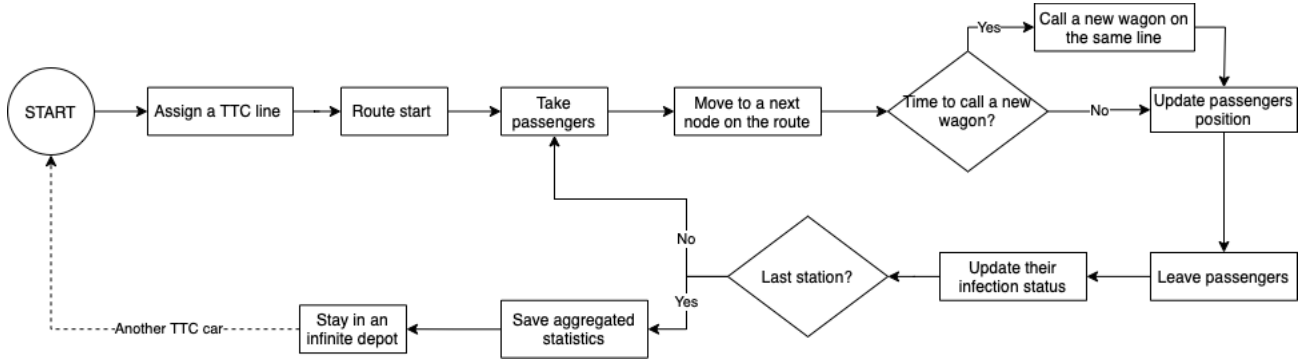 START
Assign a TTC line
Route start
Take
passengers
Move to a next
node on the route
Time to call a new
wagon?
Yes
Call a new wagon on
the same line
No
Update passengers
position
Leave passengers
Update their
infection status
Last station?
No
Yes
Save aggregated
statistics
Stay in an
infinite depot
Another TTC car